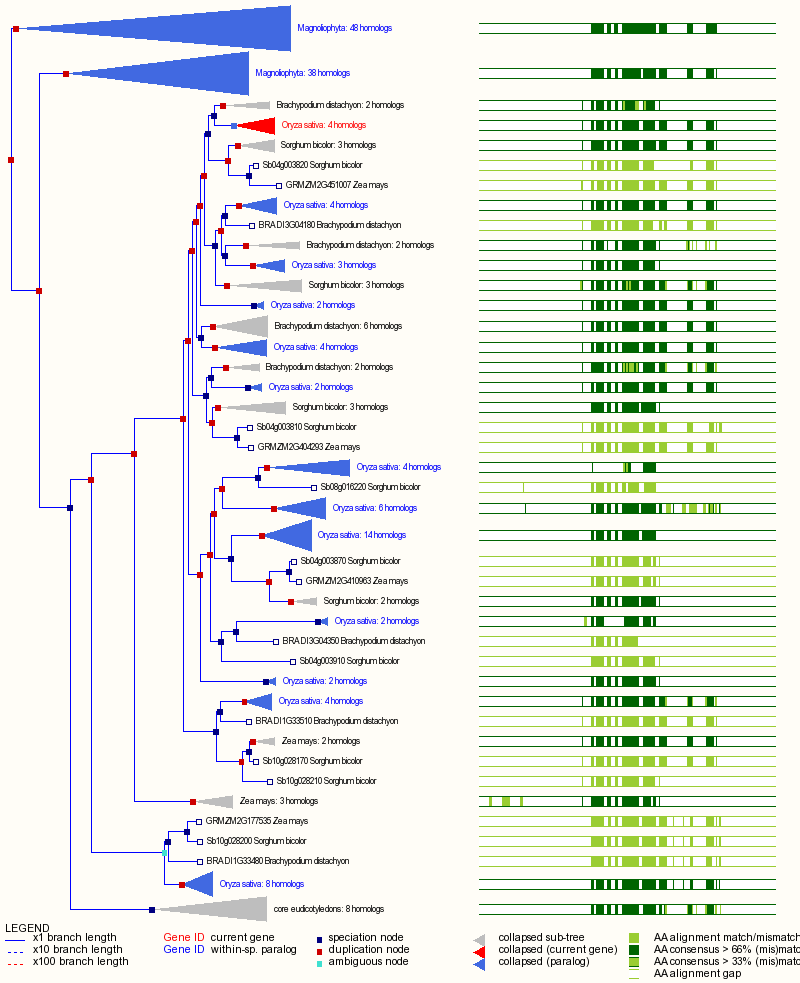 Magnoliophyta: 48 homologs
Magnoliophyta: 38 homologs
Brachypodium distachyon: 2 homologs
Oryza sativa: 4 homologs
Sorghum bicolor: 3 homologs
Sb04g003820 Sorghum bicolor
GRMZM2G451007 Zea mays
Oryza sativa: 4 homologs
BRADI3G04180 Brachypodium distachyon
Brachypodium distachyon: 2 homologs
Oryza sativa: 3 homologs
Sorghum bicolor: 3 homologs
Oryza sativa: 2 homologs
Brachypodium distachyon: 6 homologs
Oryza sativa: 4 homologs
Brachypodium distachyon: 2 homologs
Oryza sativa: 2 homologs
Sorghum bicolor: 3 homologs
Sb04g003810 Sorghum bicolor
GRMZM2G404293 Zea mays
Oryza sativa: 4 homologs
Sb08g016220 Sorghum bicolor
Oryza sativa: 6 homologs
Oryza sativa: 14 homologs
Sb04g003870 Sorghum bicolor
GRMZM2G410963 Zea mays
Sorghum bicolor: 2 homologs
Oryza sativa: 2 homologs
BRADI3G04350 Brachypodium distachyon
Sb04g003910 Sorghum bicolor
Oryza sativa: 2 homologs
Oryza sativa: 4 homologs
BRADI1G33510 Brachypodium distachyon
Zea mays: 2 homologs
Sb10g028170 Sorghum bicolor
Sb10g028210 Sorghum bicolor
Zea mays: 3 homologs
GRMZM2G177535 Zea mays
Sb10g028200 Sorghum bicolor
BRADI1G33480 Brachypodium distachyon
Oryza sativa: 8 homologs
core eudicotyledons: 8 homologs
LEGEND
x1 branch length
x10 branch length
x100 branch length
Gene ID current gene
Gene ID within-sp. paralog
speciation node
duplication node
ambiguous node
collapsed sub-tree
collapsed (current gene)
collapsed (paralog)
AA alignment match/mismatch
AA consensus > 66% (mis)matc
AA consensus > 33% (mis)matc
AA alignment gap